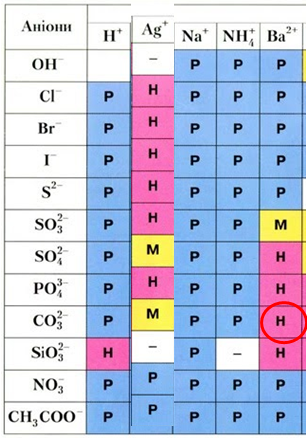 Аніони H⁺ Ag⁺ Na⁺ NH₄⁺ Ba²⁺
OH⁻ – Р Р Р
Cl⁻ Р Н Р Р Р
Br⁻ Р Н Р Р Р
I⁻ Р Н Р Р Р
S²⁻ Р Н Р Р Р
SO₃²⁻ Р Н Р Р М
SO₄²⁻ Р М Р Р Н
PO₄³⁻ Р Н Р Р Н
CO₃²⁻ Р М Р Р Н
SiO₃²⁻ Н – Р – Н
NO₃⁻ Р Р Р Р Р
CH₃COO⁻ Р Р Р Р Р